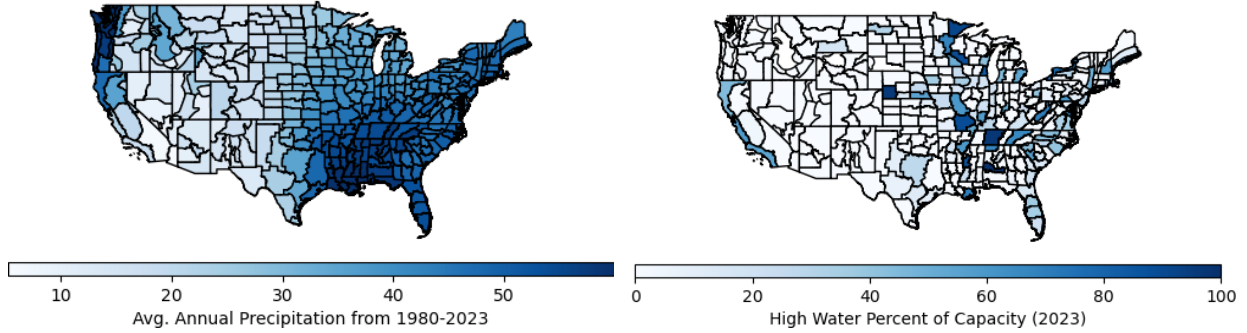 10 20 30 40 50
Avg. Annual Precipitation from 1980-2023
0 20 40 60 80 100
High Water Percent of Capacity (2023)